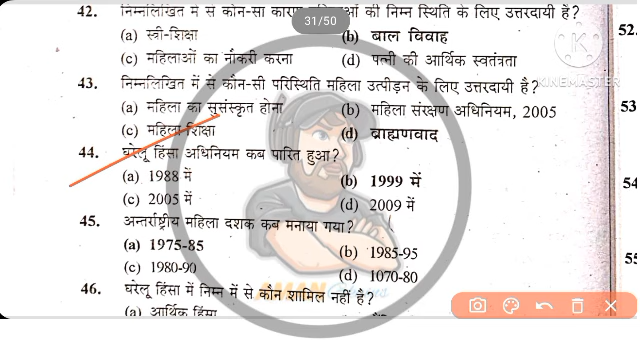 42. निम्नलिखित में से कौन-सा महिलाओं की निम्न स्थिति के लिए उत्तरदायी है?
31/50
(a) स्त्री-शिक्षा (b) बाल विवाह
(c) महिलाओं का नौकरी करना (d) पत्नी की आर्थिक स्वतंत्रता
43. निम्नलिखित में से कौन-सी परिस्थिति महिला उत्पीड़न के लिए उत्तरदायी है?
(a) महिला का सुसंस्कृत होना (b) महिला संरक्षण अधिनियम, 2005
(c) महिला शिक्षा (d) ब्राह्मणवाद
44. घरेलू हिंसा अधिनियम कब पारित हुआ?
(a) 1988 में (b) 1999 में
(c) 2005 में (d) 2009 में
45. अन्तर्राष्ट्रीय महिला दशक कब मनाया गया?
(a) 1975-85 (b) 1985-95
(c) 1980-90 (d) 1070-80
46. घरेलू हिंसा में निम्न में से कौन शामिल नहीं है?
(a) आर्थिक हिंसा
52.
53
54
55
KINEMASTER